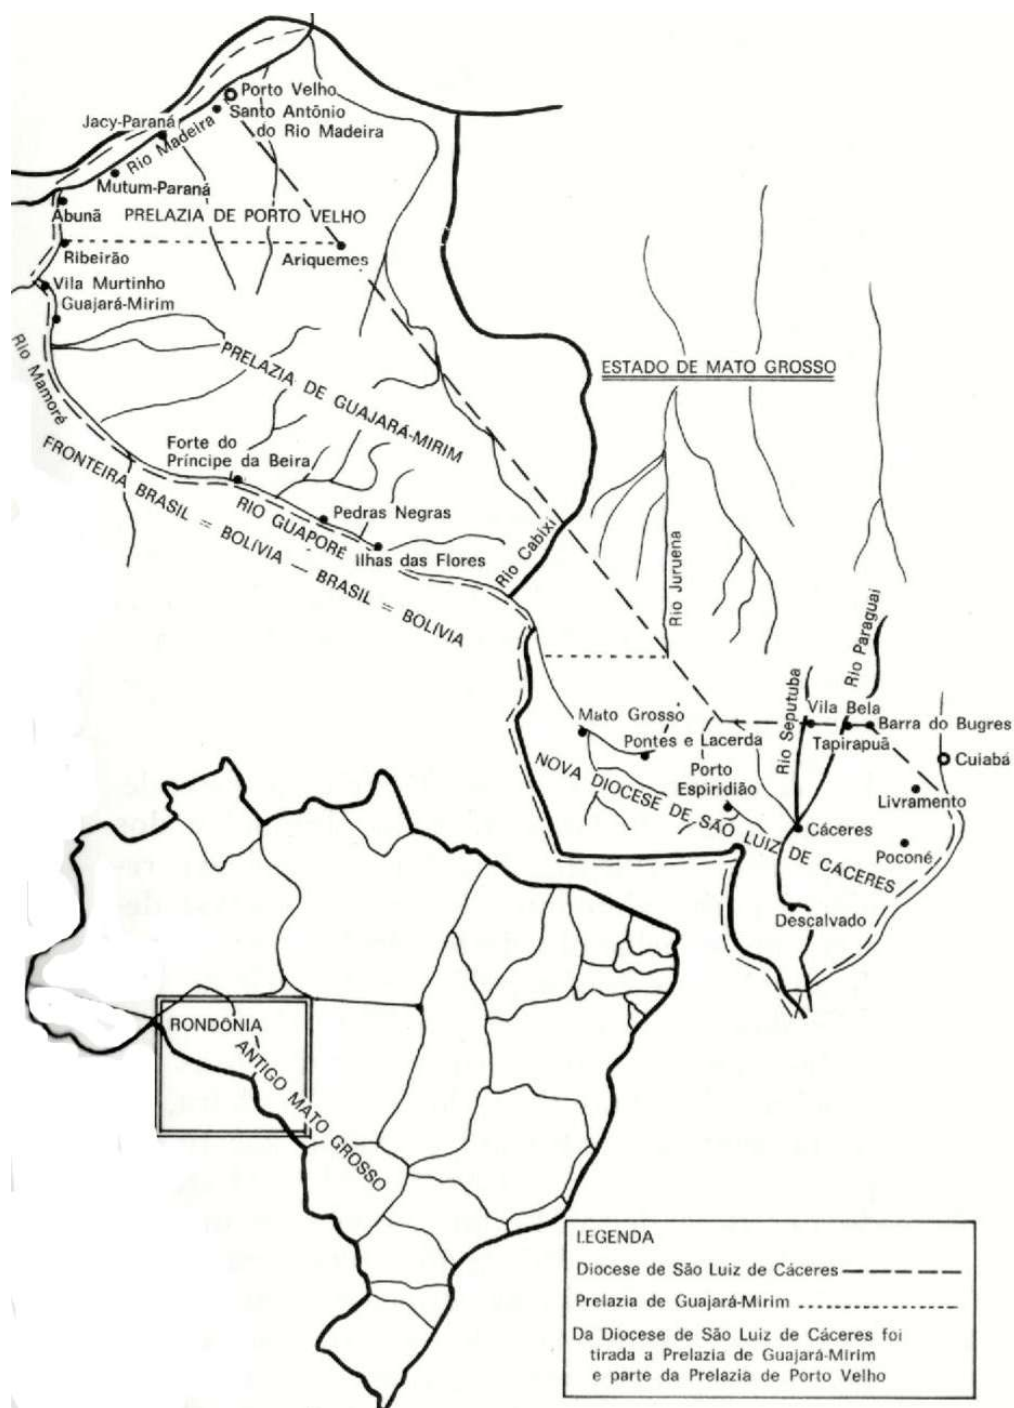 Porto Velho
Santo Antônio
do Rio Madeira
Jacy-Paraná
Rio Madeira
Mutum-Paraná
Abunã
PRELAZIA DE PORTO VELHO
Ribeirão
Ariquemes
Vila Murtinho
Guajará-Mirim
Rio Mamoré
PRELAZIA DE GUAJARÁ-MIRIM
ESTADO DE MATO GROSSO
Forte do
Príncipe da Beira
FRONTEIRA BRASIL = BOLÍVIA — BRASIL = BOLÍVIA
RIO GUAPORÉ
Pedras Negras
Ilhas das Flores
Rio Cabixi
Rio Juruena
Rio Paraguai
Rio Seputuba
Vila Bela
Mato Grosso
Barra do Bugres
Pontes e Lacerda
Tapirapuã
Cuiabá
Porto
Espiridião
NOVA DIOCESE DE SÃO LUIZ DE CÁCERES
Livramento
Cáceres
Poconé
Descalvado
RONDÔNIA
ANTIGO MATO GROSSO
LEGENDA
Diocese de São Luiz de Cáceres
Prelazia de Guajará-Mirim
Da Diocese de São Luiz de Cáceres foi
tirada a Prelazia de Guajará-Mirim
e parte da Prelazia de Porto Velho